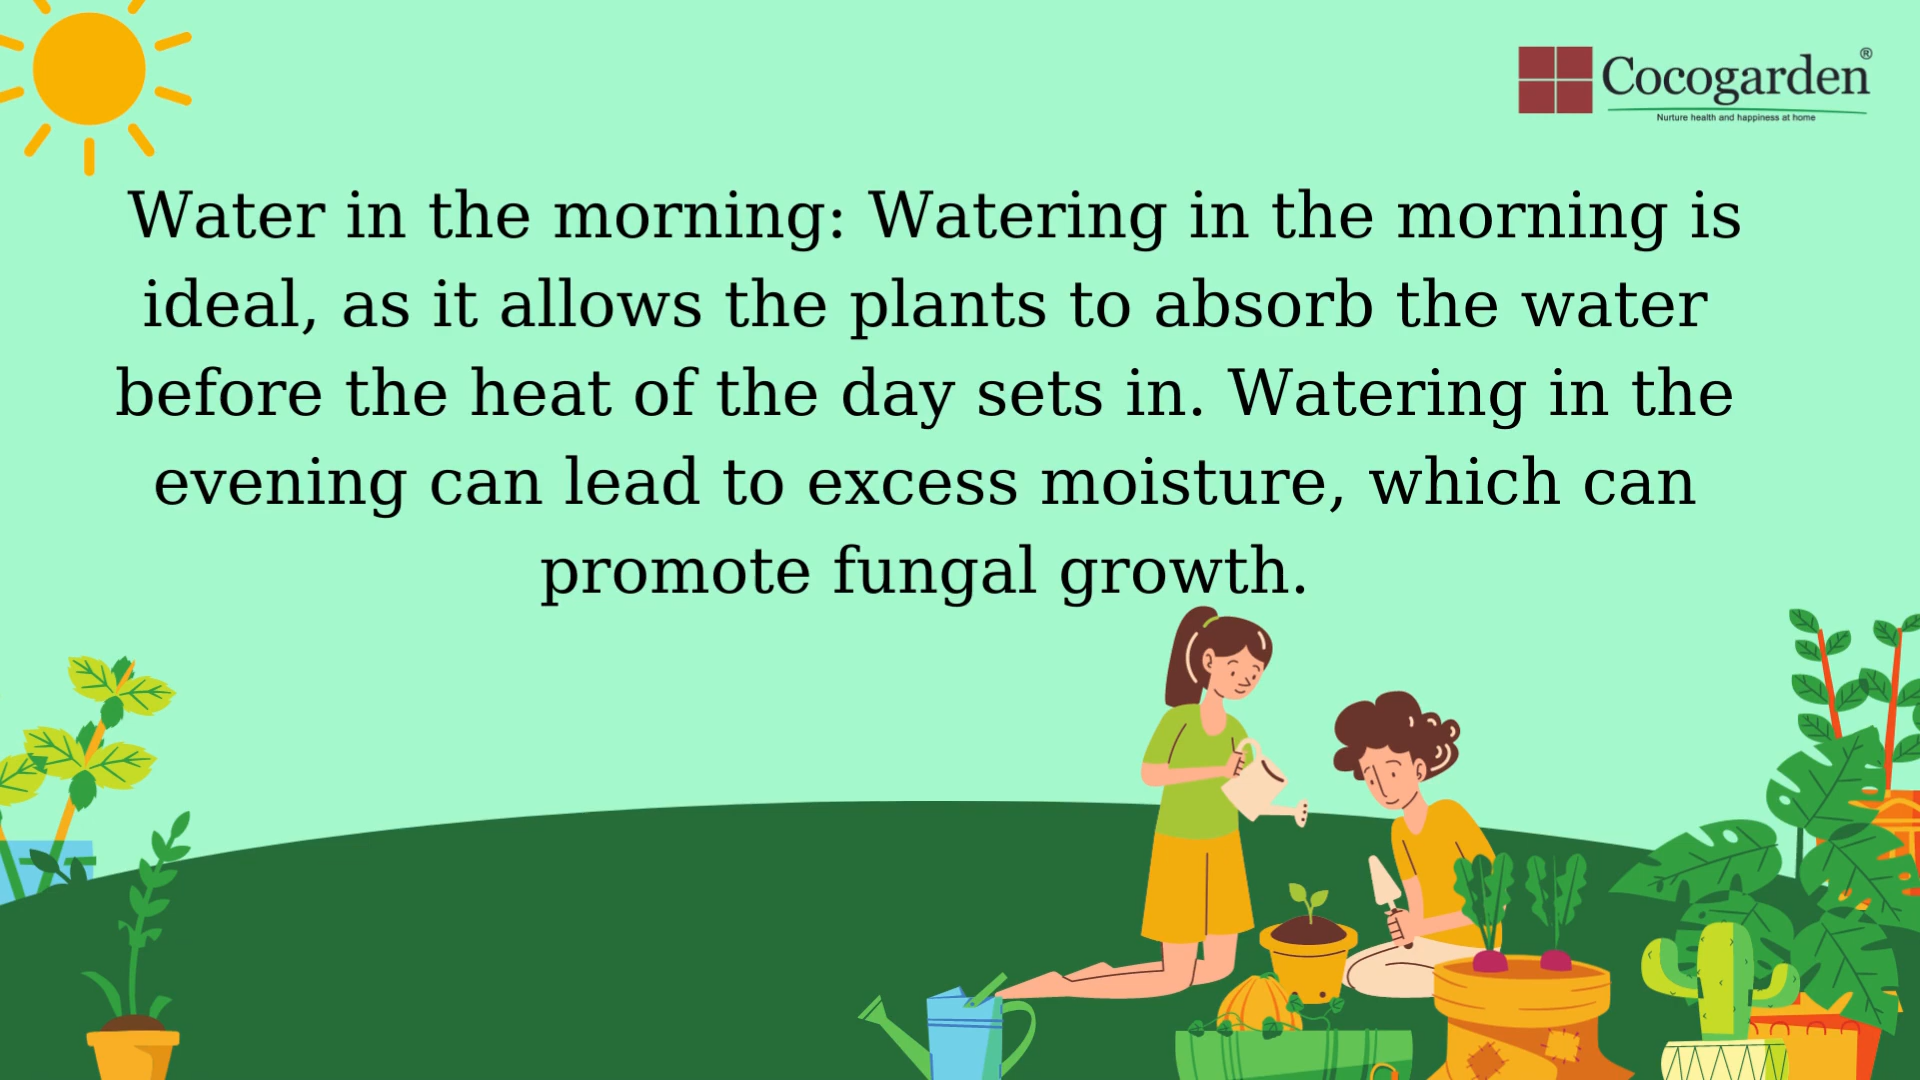 Cocogarden®
Nurture health and happiness at home
Water in the morning: Watering in the morning is
ideal, as it allows the plants to absorb the water
before the heat of the day sets in. Watering in the
evening can lead to excess moisture, which can
promote fungal growth.